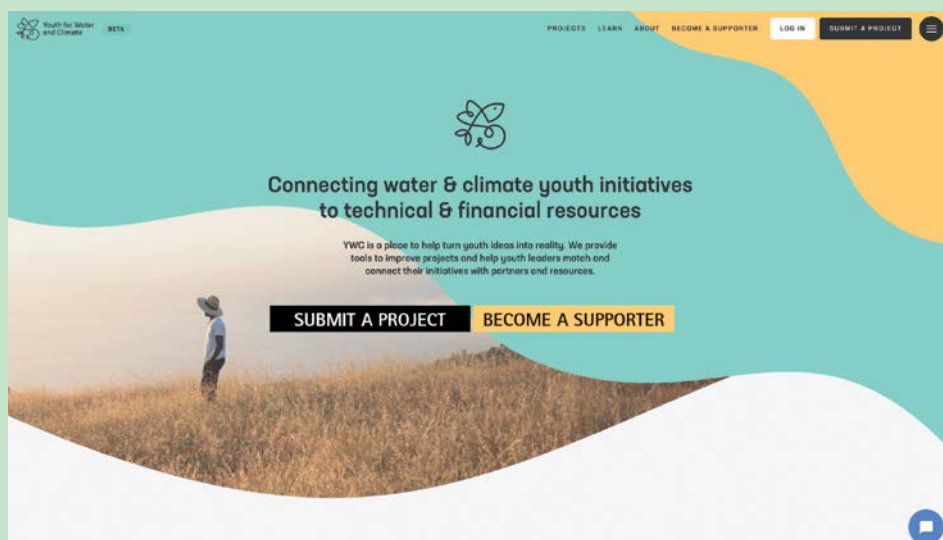 Youth for Water
and Climate
BETA
PROJECTS LEARN ABOUT BECOME A SUPPORTER LOG IN SUBMIT A PROJECT
Connecting water & climate youth initiatives
to technical & financial resources
YWC is a place to help turn youth ideas into reality. We provide
tools to improve projects and help youth leaders match and
connect their initiatives with partners and resources.
SUBMIT A PROJECT BECOME A SUPPORTER